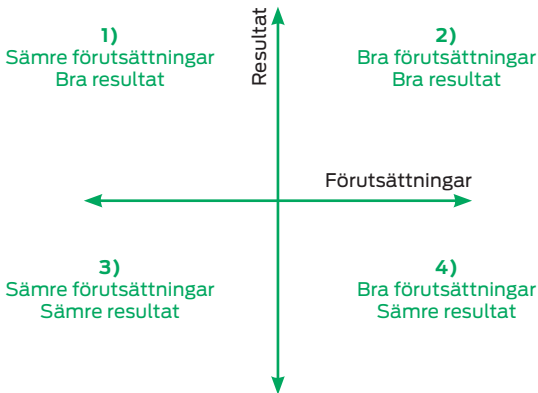 1)
Sämre förutsättningar
Bra resultat
Resultat
2)
Bra förutsättningar
Bra resultat
Förutsättningar
3)
Sämre förutsättningar
Sämre resultat
4)
Bra förutsättningar
Sämre resultat